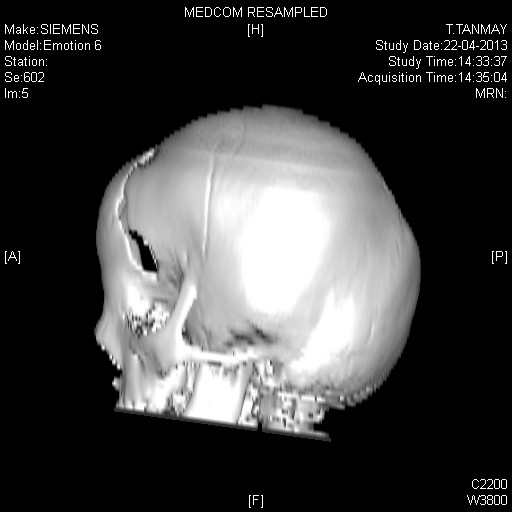 MEDCOM RESAMPLED
Make:SIEMENS
[H]
T.TANMAY
Model:Emotion 6
Study Date:22-04-2013
Station:
Study Time:14:33:37
Se:602
Acquisition Time:14:35:04
Im:5
MRN:
[A]
[P]
C2200
[F]
W3800